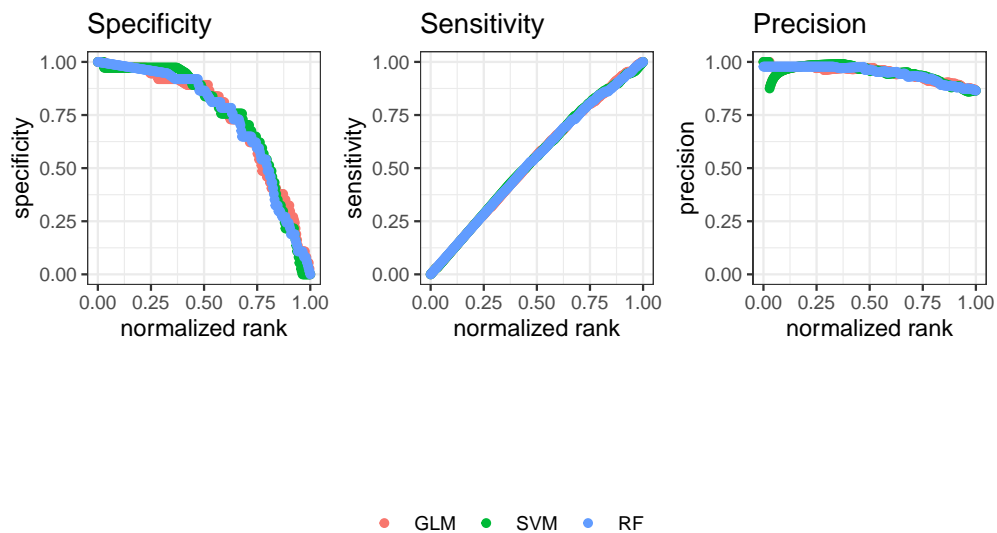 Specificity
Sensitivity
Precision
specificity
1.00
0.75
0.50
0.25
0.00
0.00 0.25 0.50 0.75 1.00
normalized rank
sensitivity
1.00
0.75
0.50
0.25
0.00
0.00 0.25 0.50 0.75 1.00
normalized rank
precision
1.00
0.75
0.50
0.25
0.00
0.00 0.25 0.50 0.75 1.00
normalized rank
GLM SVM RF